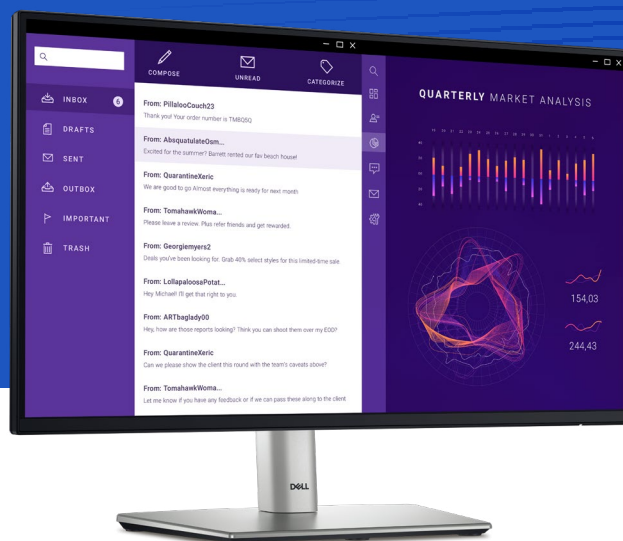 COMPOSE
UNREAD
CATEGORIZE
INBOX 6
DRAFTS
SENT
OUTBOX
IMPORTANT
TRASH
From: PillalooCouch23
Thank you! Your order number is TMBQ5Q
From: AbsquatulateOsm...
Excited for the summer? Barrett rented our fav beach house!
From: QuarantineXeric
We are good to go Almost everything is ready for next month
From: TomahawkWoma...
Please leave a review. Plus refer friends and get rewarded.
From: Georgiemyers2
Deals you've been looking for: Grab 40% select styles for this limited-time sale
From: LollapaloosaPotat...
Hey Michael! I'll get that right to you.
From: ARTbaglady00
Hey, how are those reports looking? Think you can shoot them over my EOD?
From: QuarantineXeric
Can we please show the client this round with the team's caveats above?
From: TomahawkWoma...
Let me know if you have any feedback or if we can pass these along to the client
QUARTERLY MARKET ANALYSIS
154,03
244,43
DELL